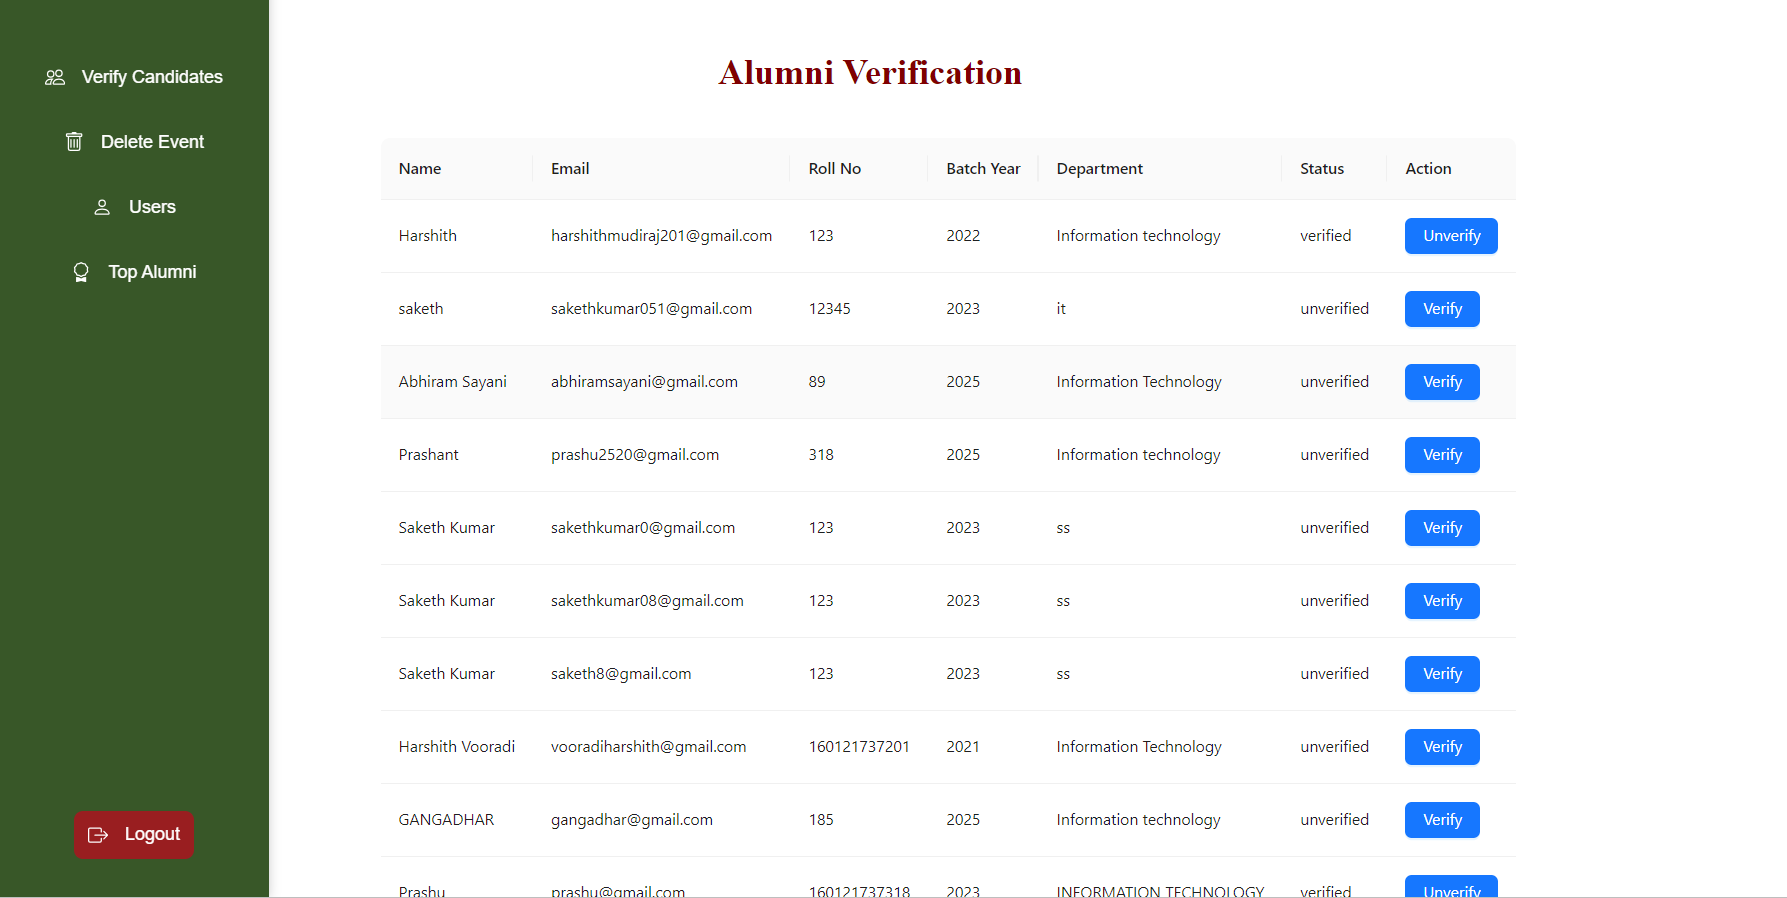 Verify Candidates
Delete Event
Users
Top Alumni
Logout
Alumni Verification
Name Email Roll No Batch Year Department Status Action
Harshith harshithmudiraj201@gmail.com 123 2022 Information technology verified Unverify
saketh sakethkumar051@gmail.com 12345 2023 it unverified Verify
Abhiram Sayani abhiramsayani@gmail.com 89 2025 Information Technology unverified Verify
Prashant prashu2520@gmail.com 318 2025 Information technology unverified Verify
Saketh Kumar sakethkumar0@gmail.com 123 2023 ss unverified Verify
Saketh Kumar sakethkumar08@gmail.com 123 2023 ss unverified Verify
Saketh Kumar saketh8@gmail.com 123 2023 ss unverified Verify
Harshith Vooradi vooradiharshith@gmail.com 160121737201 2021 Information Technology unverified Verify
GANGADHAR gangadhar@gmail.com 185 2025 Information technology unverified Verify
Prashu prashu@gmail.com 160121737318 2023 INFORMATION TECHNOLOGY verified Unverify